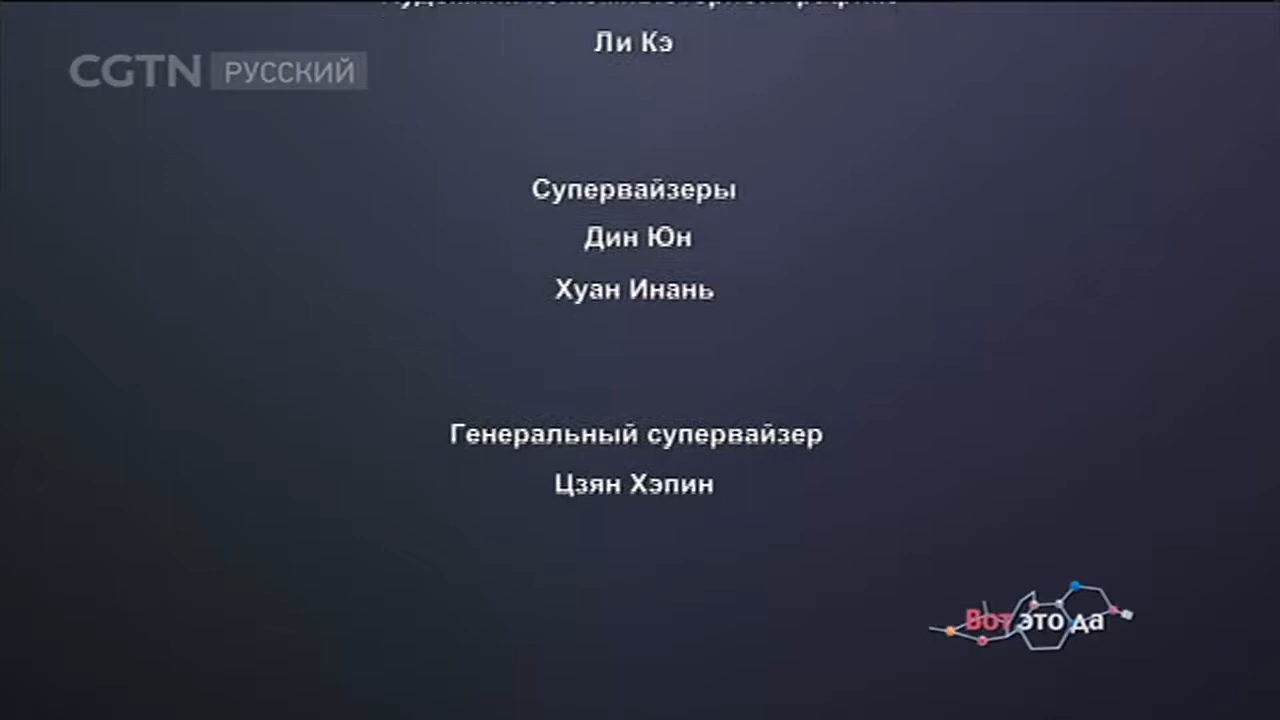 Ли Кэ
CGTN РУССКИЙ
Супервайзеры
Дин Юн
Хуан Инань
Генеральный супервайзер
Цзян Хэпин
Вот это да